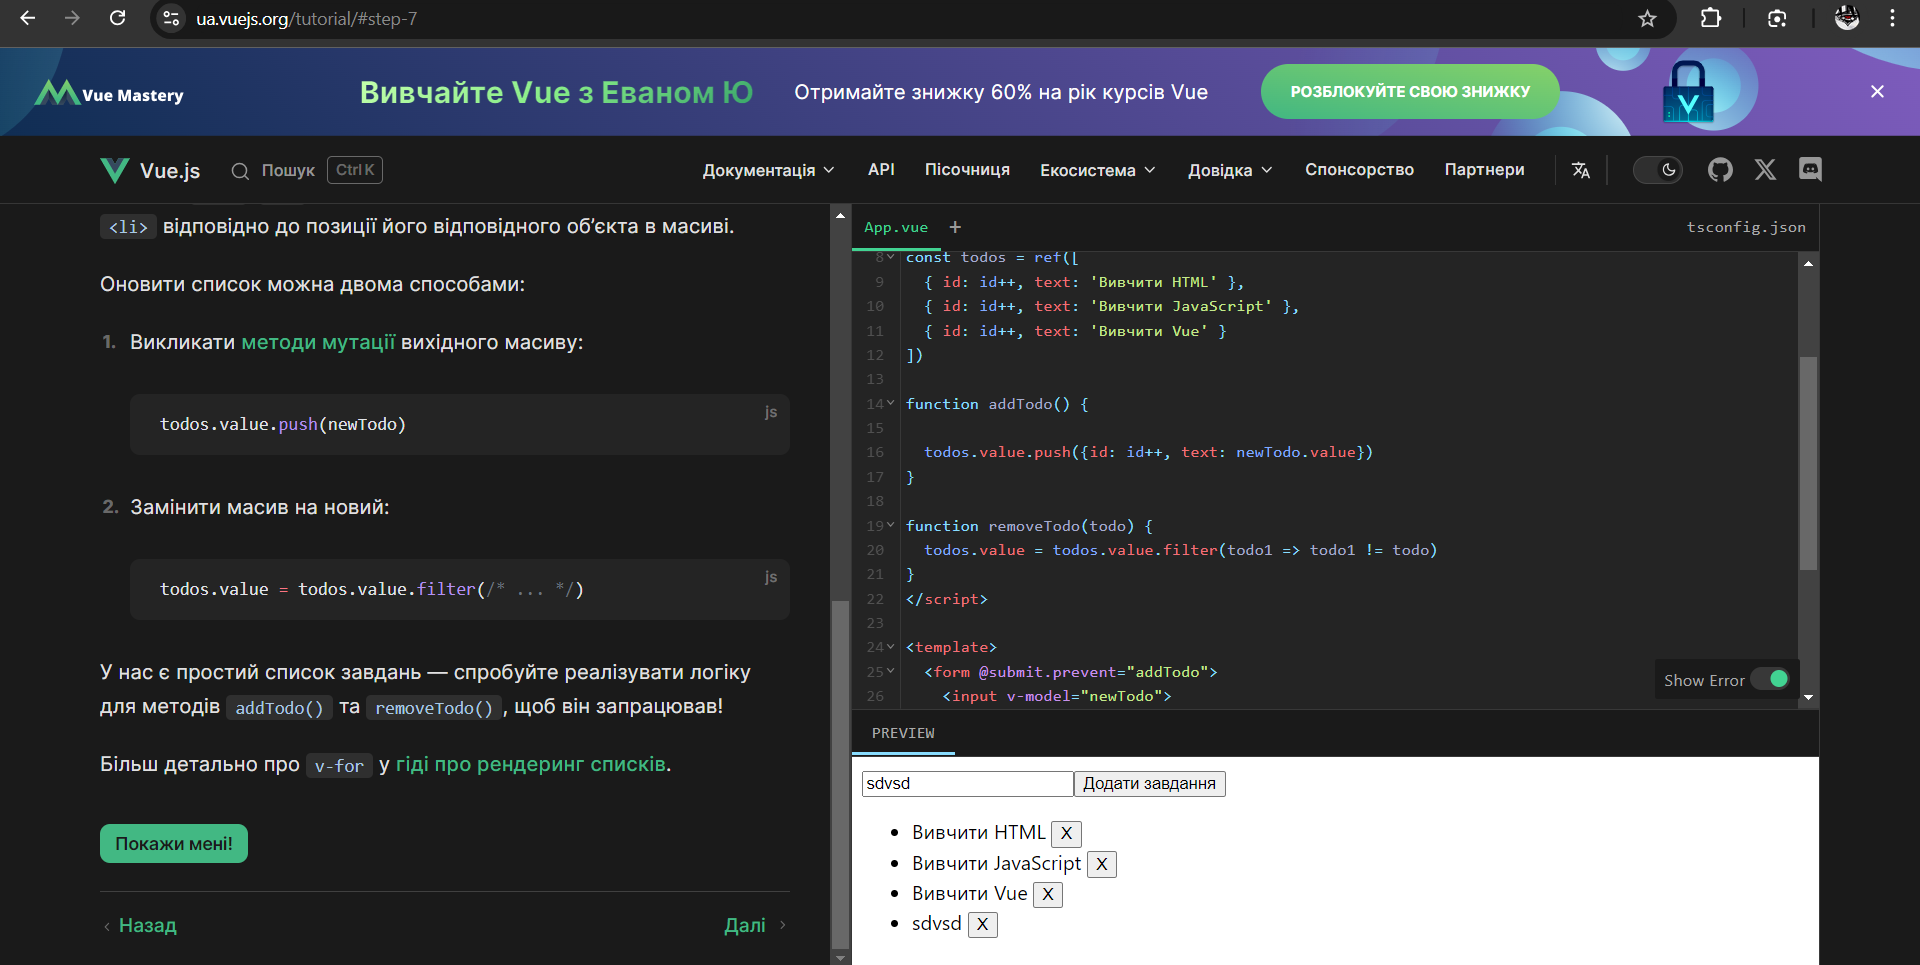 ua.vuejs.org/tutorial/#step-7
Vue Mastery
Вивчайте Vue з Еваном Ю
Отримайте знижку 60% на рік курсів Vue
РОЗБЛОКУЙТЕ СВОЮ ЗНИЖКУ
Vue.js
Пошук
Ctrl K
Документація
API
Пісочниця
Екосистема
Довідка
Спонсорство
Партнери
<li> відповідно до позиції його відповідного обʼєкта в масиві.
Оновити список можна двома способами:
1. Викликати методи мутації вихідного масиву:
js
todos.value.push(newTodo)
2. Замінити масив на новий:
js
todos.value = todos.value.filter(/* ... */)
У нас є простий список завдань — спробуйте реалізувати логіку
для методів addTodo() та removeTodo(), щоб він запрацював!
Більш детально про v-for у гіді про рендеринг списків.
Покажи мені!
Назад
Далі
App.vue +
tsconfig.json
8 const todos = ref([
9 { id: id++, text: 'Вивчити HTML' },
10 { id: id++, text: 'Вивчити JavaScript' },
11 { id: id++, text: 'Вивчити Vue' }
12 ])
13
14 function addTodo() {
15
16 todos.value.push({id: id++, text: newTodo.value})
17 }
18
19 function removeTodo(todo) {
20 todos.value = todos.value.filter(todo1 => todo1 != todo)
21 }
22 </script>
23
24 <template>
25 <form @submit.prevent="addTodo">
26 <input v-model="newTodo">
Show Error
PREVIEW
sdvsd
Додати завдання
• Вивчити HTML X
• Вивчити JavaScript X
• Вивчити Vue X
• sdvsd X